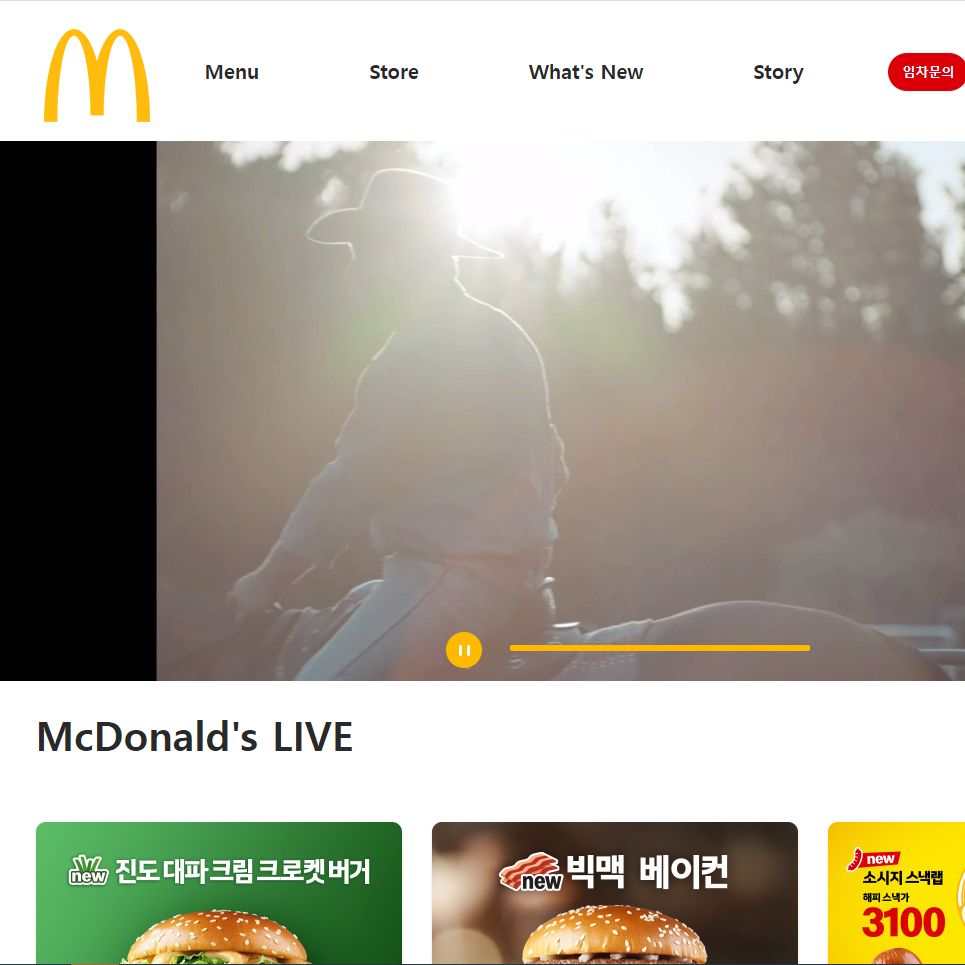 Menu
Store
What's New
Story
임차문의
McDonald's LIVE
new 진도 대파 크림 크로켓 버거
new 빅맥 베이컨
new
소시지 스낵랩
해피 스낵가
3100